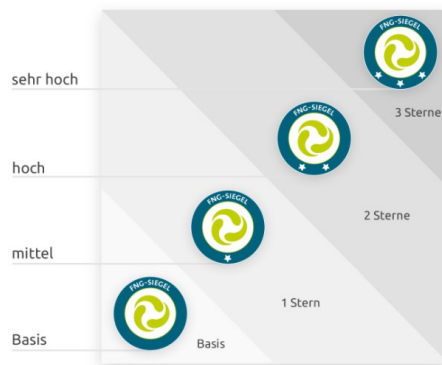 FNG-SIEGEL
sehr hoch
3 Sterne
FNG-SIEGEL
hoch
2 Sterne
FNG-SIEGEL
mittel
1 Stern
FNG-SIEGEL
Basis
Basis